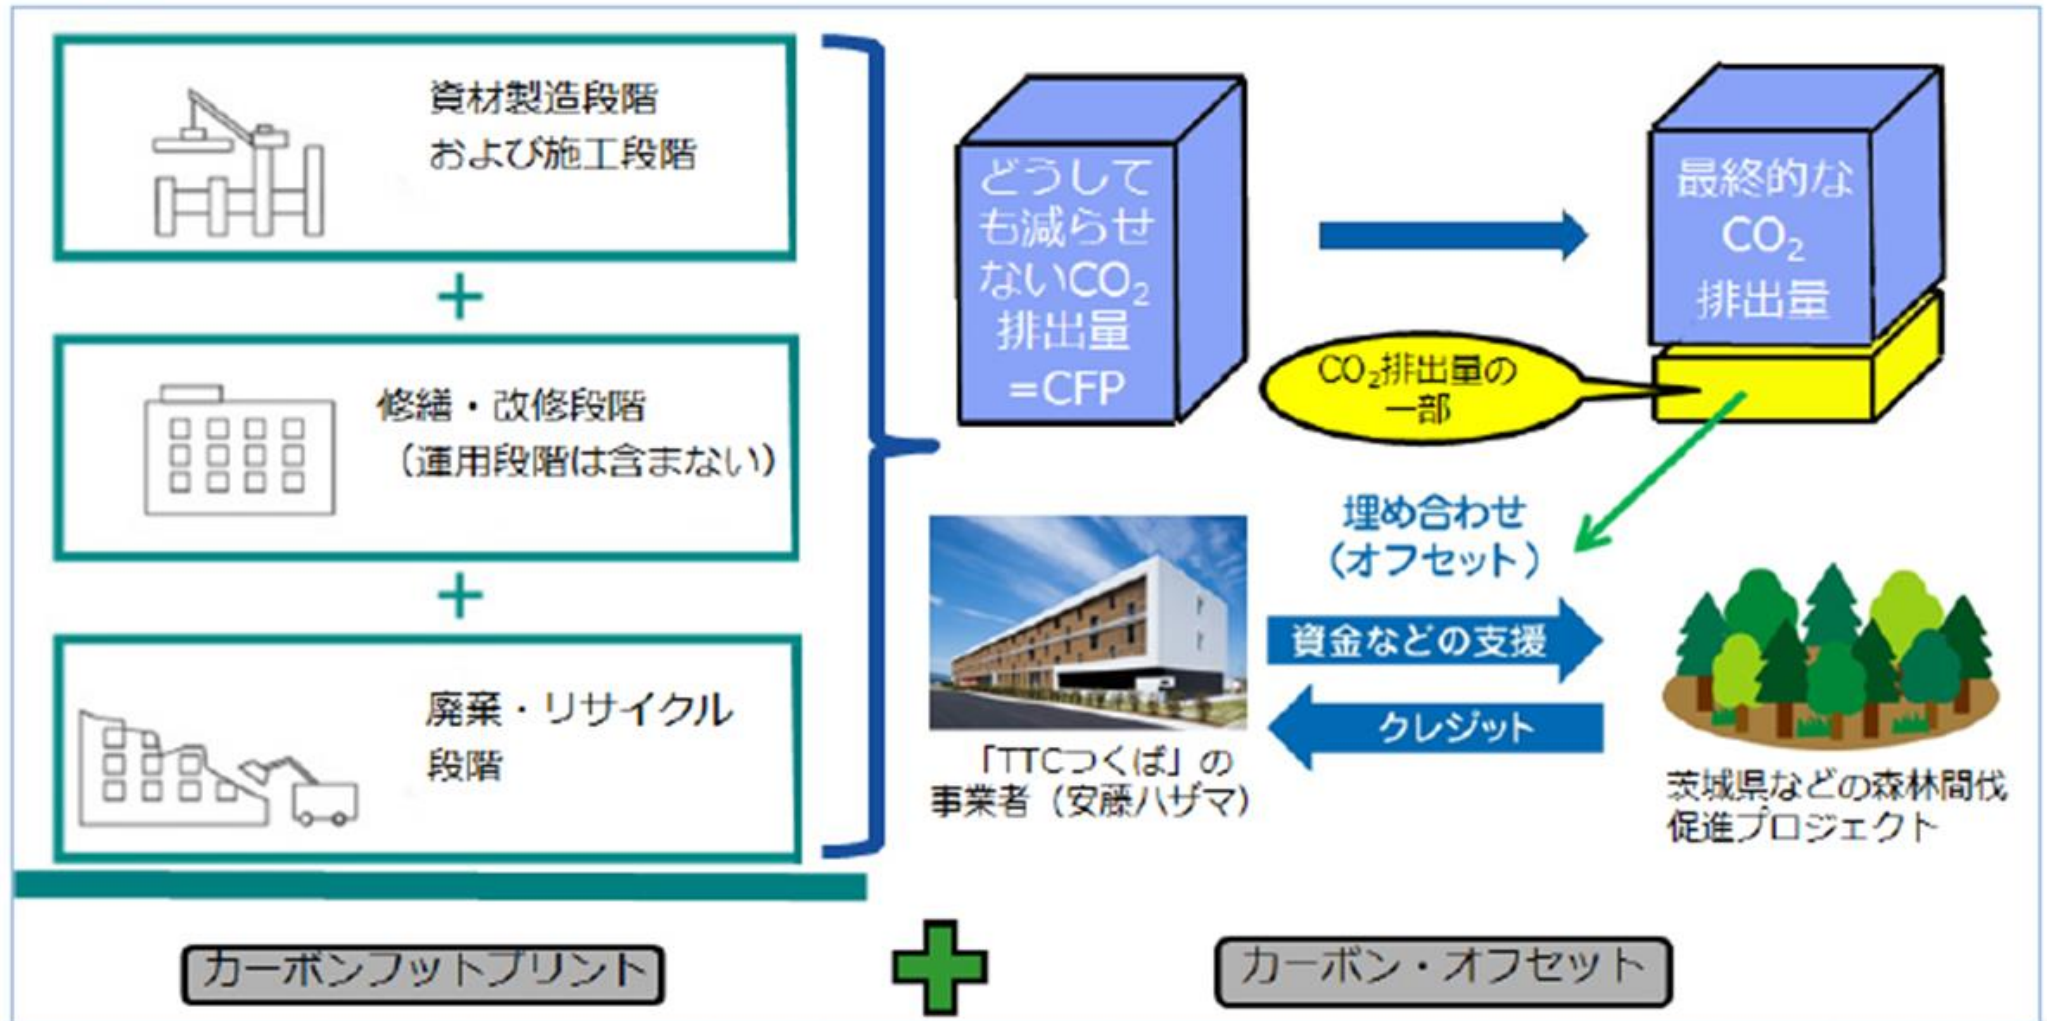 資材製造段階
および施工段階
+
修繕・改修段階
(運用段階は含まない)
+
廃棄・リサイクル
段階
カーボンフットプリント
どうして
も減らせ
ないCO₂
排出量
=CFP
最終的な
CO₂
排出量
CO₂排出量の
一部
埋め合わせ
(オフセット)
資金などの支援
クレジット
「TTCつくば」の
事業者(安藤ハザマ)
茨城県などの森林間伐
促進プロジェクト
カーボン・オフセット